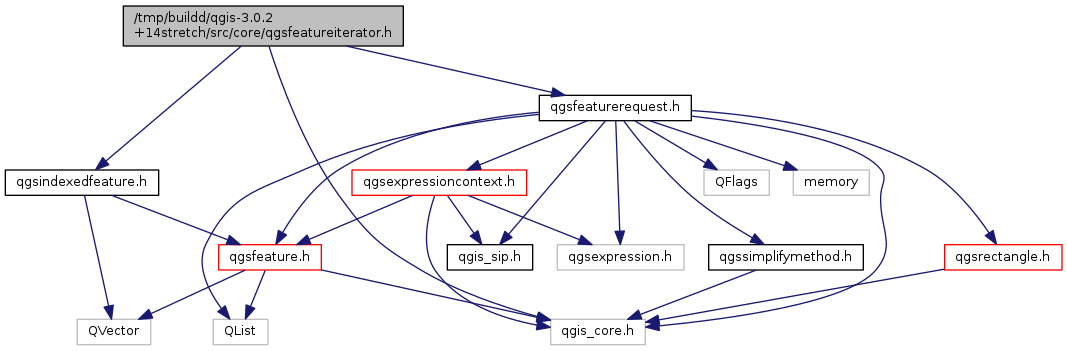 /tmp/buildd/qgis-3.0.2
+14stretch/src/core/qgsfeatureiterator.h
qgsfeaturerequest.h
qgsindexedfeature.h
qgsexpressioncontext.h
QFlags
memory
qgsfeature.h
qgis_sip.h
qgsexpression.h
qgssimplifymethod.h
qgsrectangle.h
QVector
QList
qgis_core.h